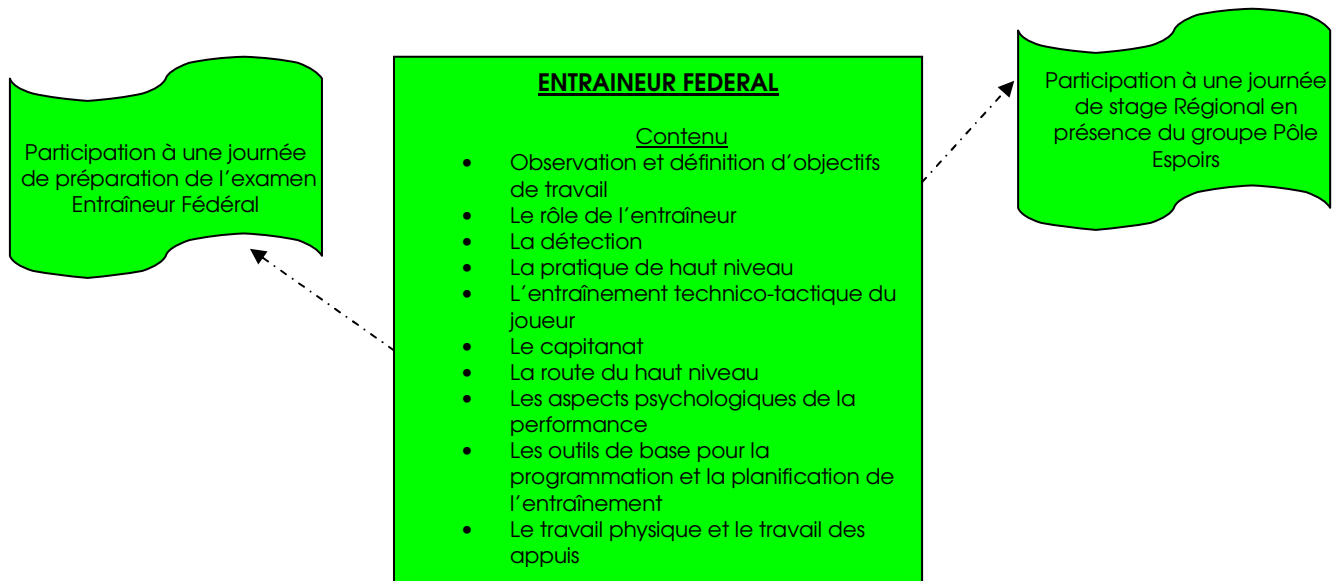 Participation à une journée
de préparation de l'examen
Entraîneur Fédéral
ENTRAINEUR FEDERAL
Contenu
• Observation et définition d'objectifs
de travail
• Le rôle de l'entraîneur
• La détection
• La pratique de haut niveau
• L'entraînement technico-tactique du
joueur
• Le capitanat
• La route du haut niveau
• Les aspects psychologiques de la
performance
• Les outils de base pour la
programmation et la planification de
l'entraînement
• Le travail physique et le travail des
appuis
Participation à une journée
de stage Régional en
présence du groupe Pôle
Espoirs